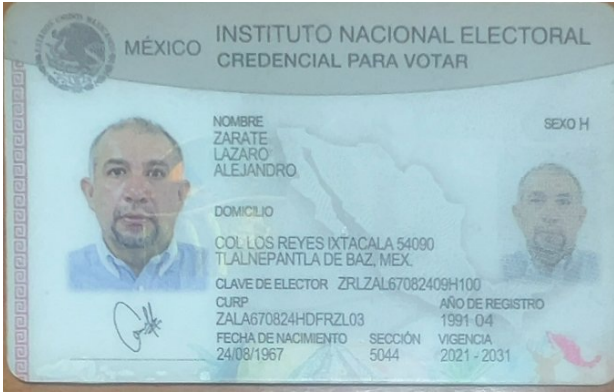 MÉXICO
INSTITUTO NACIONAL ELECTORAL
CREDENCIAL PARA VOTAR
NOMBRE
ZARATE
LAZARO
ALEJANDRO
SEXO H
DOMICILIO
COL LOS REYES IXTACALA 54090
TLALNEPANTLA DE BAZ, MEX.
CLAVE DE ELECTOR ZRLZAL67082409H100
CURP
ZALA670824HDFRZL03
AÑO DE REGISTRO
1991 04
FECHA DE NACIMIENTO
24/08/1967
SECCIÓN
5044
VIGENCIA
2021 - 2031